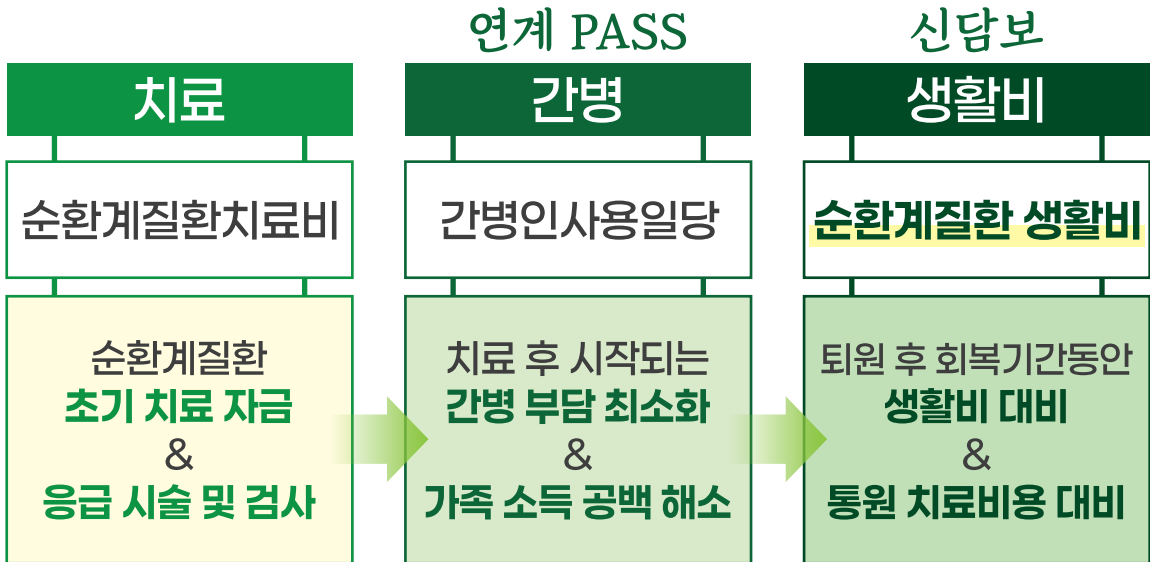 연계 PASS
신담보
치료
간병
생활비
순환계질환치료비
간병인사용일당
순환계질환 생활비
순환계질환
초기 치료 자금
&
응급 시술 및 검사
치료 후 시작되는
간병 부담 최소화
&
가족 소득 공백 해소
퇴원 후 회복기간동안
생활비 대비
&
통원 치료비용 대비